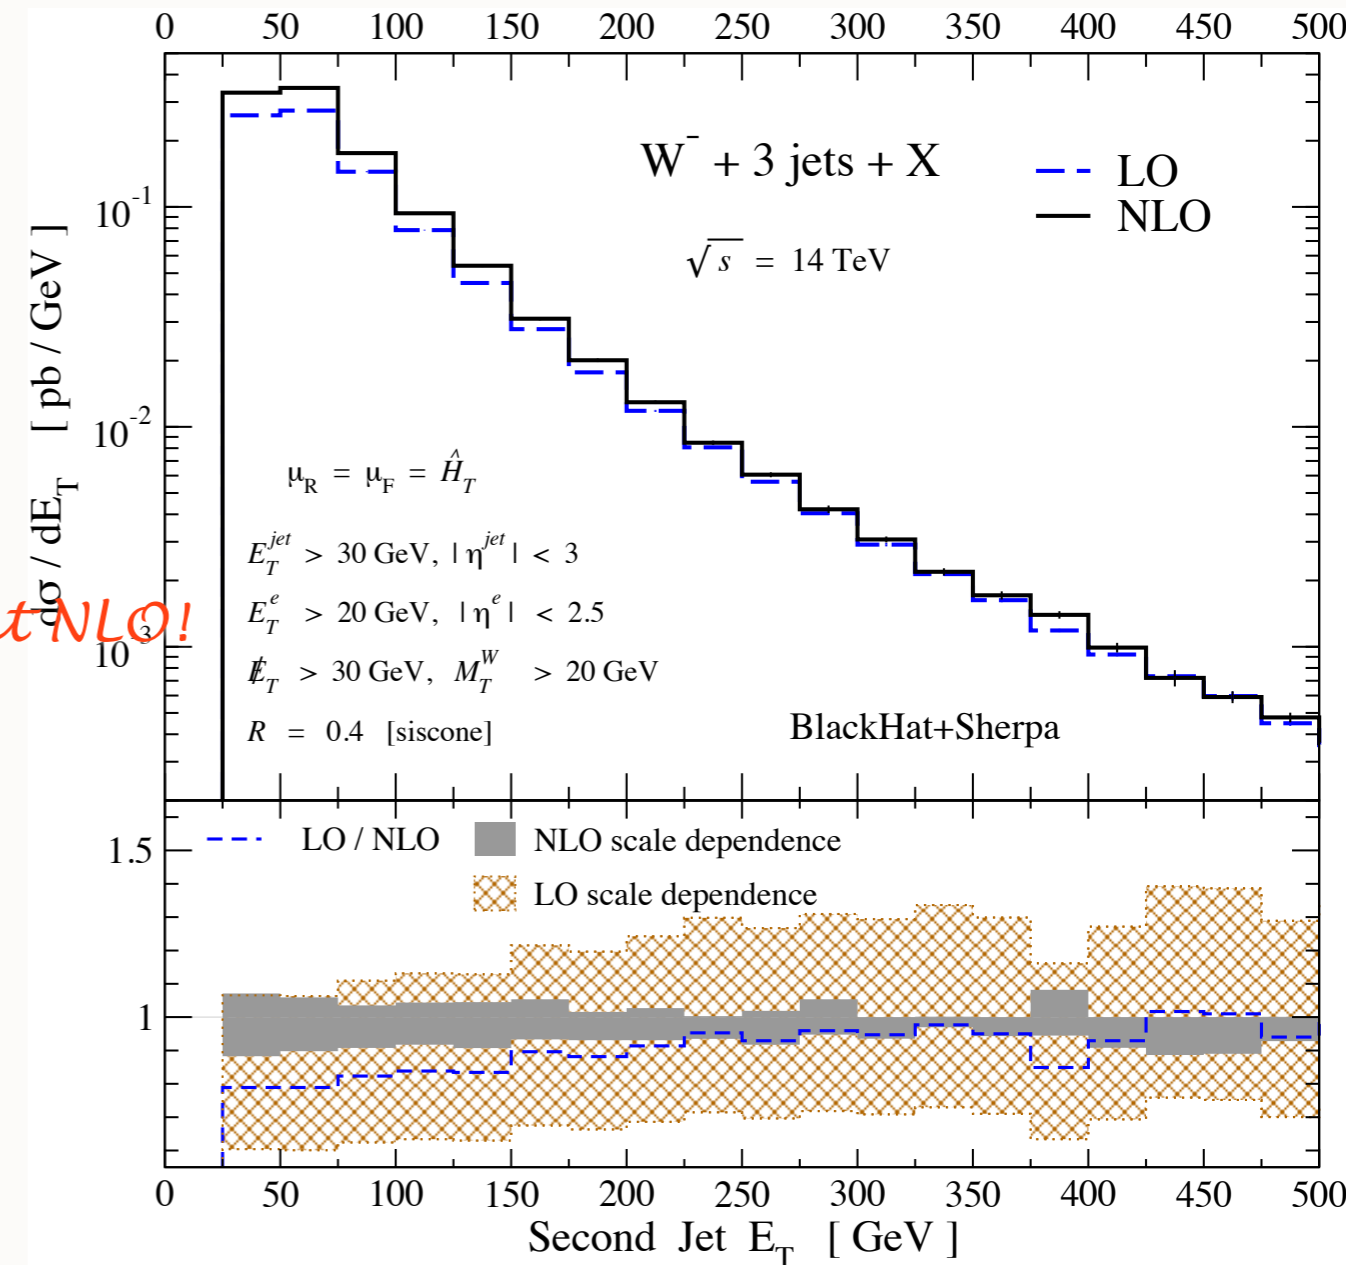 0 50 100 150 200 250 300 350 400 450 500
W⁻ + 3 jets + X
LO
NLO
√s = 14 TeV
10⁻¹
10⁻²
10⁻³
dσ / dE_T [ pb / GeV ]
μ_R = μ_F = Ĥ_T
E_T^jet > 30 GeV, | η^jet | < 3
E_T^e > 20 GeV, | η^e | < 2.5
t NLO!
E̸_T > 30 GeV, M_T^W > 20 GeV
R = 0.4 [siscone]
BlackHat+Sherpa
LO / NLO
NLO scale dependence
LO scale dependence
1.5
1
0 50 100 150 200 250 300 350 400 450 500
Second Jet E_T [ GeV ]